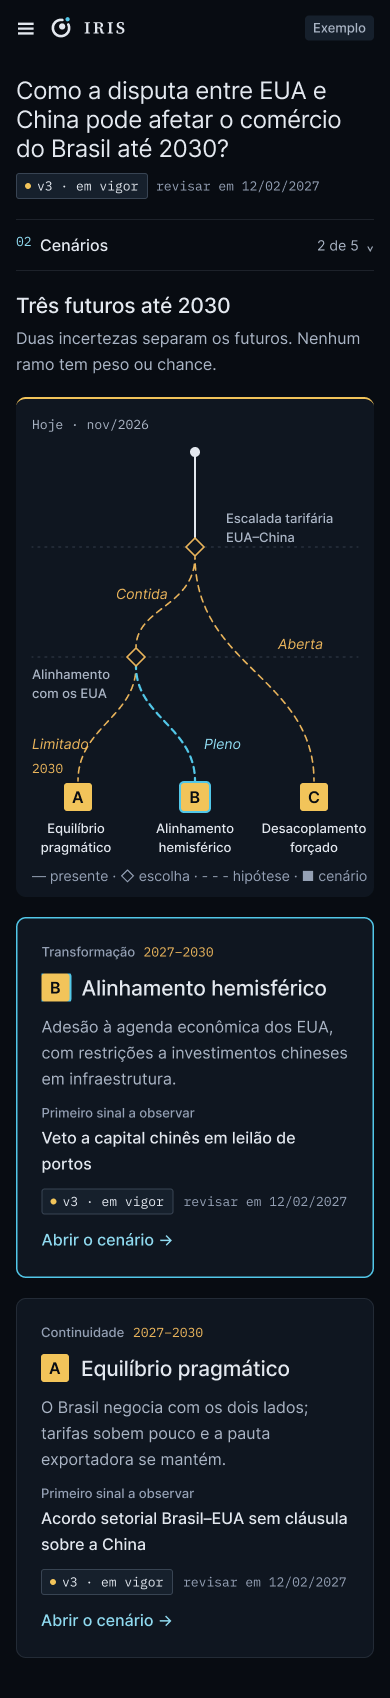 IRIS
Exemplo
Como a disputa entre EUA e
China pode afetar o comércio
do Brasil até 2030?
v3 · em vigor revisar em 12/02/2027
02 Cenários 2 de 5
Três futuros até 2030
Duas incertezas separam os futuros. Nenhum
ramo tem peso ou chance.
Hoje · nov/2026
Escalada tarifária
EUA–China
Contida
Aberta
Alinhamento
com os EUA
Limitado
Pleno
2030
A
B
C
Equilíbrio
pragmático
Alinhamento
hemisférico
Desacoplamento
forçado
— presente · ◇ escolha · - - - hipótese · ■ cenário
Transformação 2027–2030
B Alinhamento hemisférico
Adesão à agenda econômica dos EUA,
com restrições a investimentos chineses
em infraestrutura.
Primeiro sinal a observar
Veto a capital chinês em leilão de
portos
v3 · em vigor revisar em 12/02/2027
Abrir o cenário →
Continuidade 2027–2030
A Equilíbrio pragmático
O Brasil negocia com os dois lados;
tarifas sobem pouco e a pauta
exportadora se mantém.
Primeiro sinal a observar
Acordo setorial Brasil–EUA sem cláusula
sobre a China
v3 · em vigor revisar em 12/02/2027
Abrir o cenário →